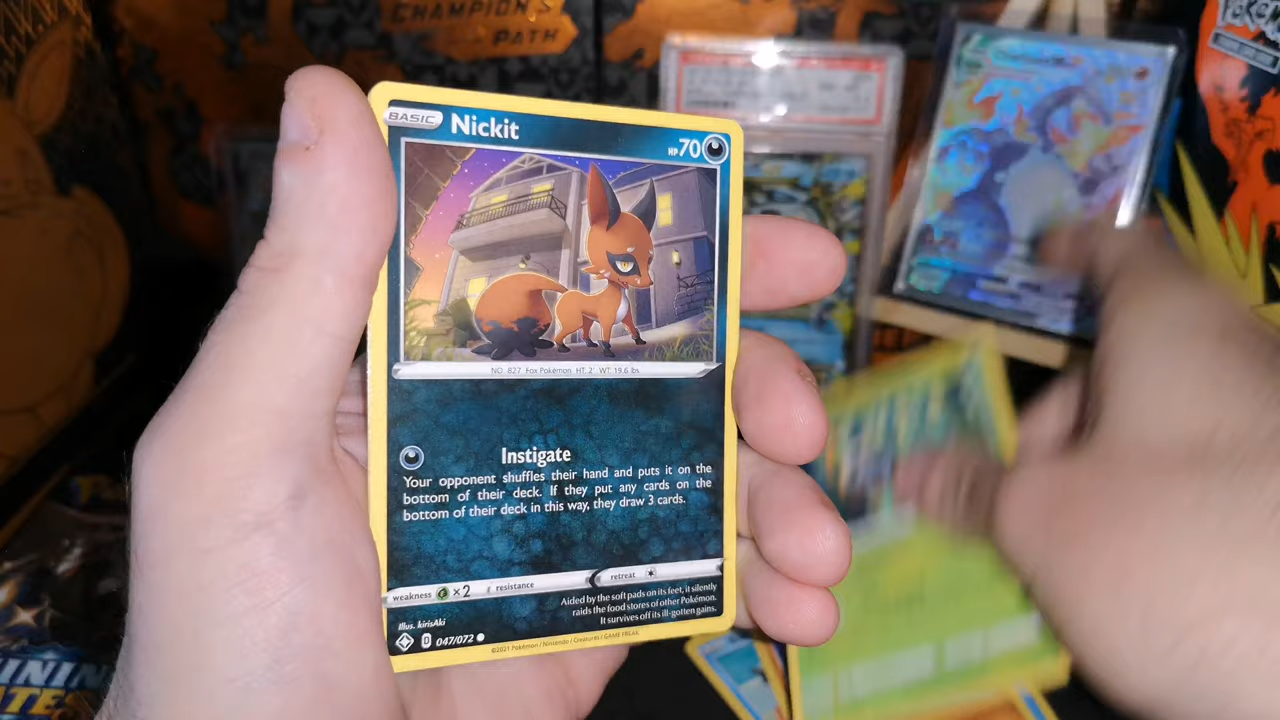 CHAMPION'S
PATH
BASIC
Nickit
HP 70
NO. 827 Fox Pokémon HT: 2' WT: 19.6 lbs.
Instigate
Your opponent shuffles their hand and puts it on the
bottom of their deck. If they put any cards on the
bottom of their deck in this way, they draw 3 cards.
weakness ×2 resistance retreat
Aided by the soft pads on its feet, it silently
raids the food stores of other Pokémon.
It survives off its ill-gotten gains.
Illus. kirisAki
D 047/072
©2021 Pokémon / Nintendo / Creatures / GAME FREAK